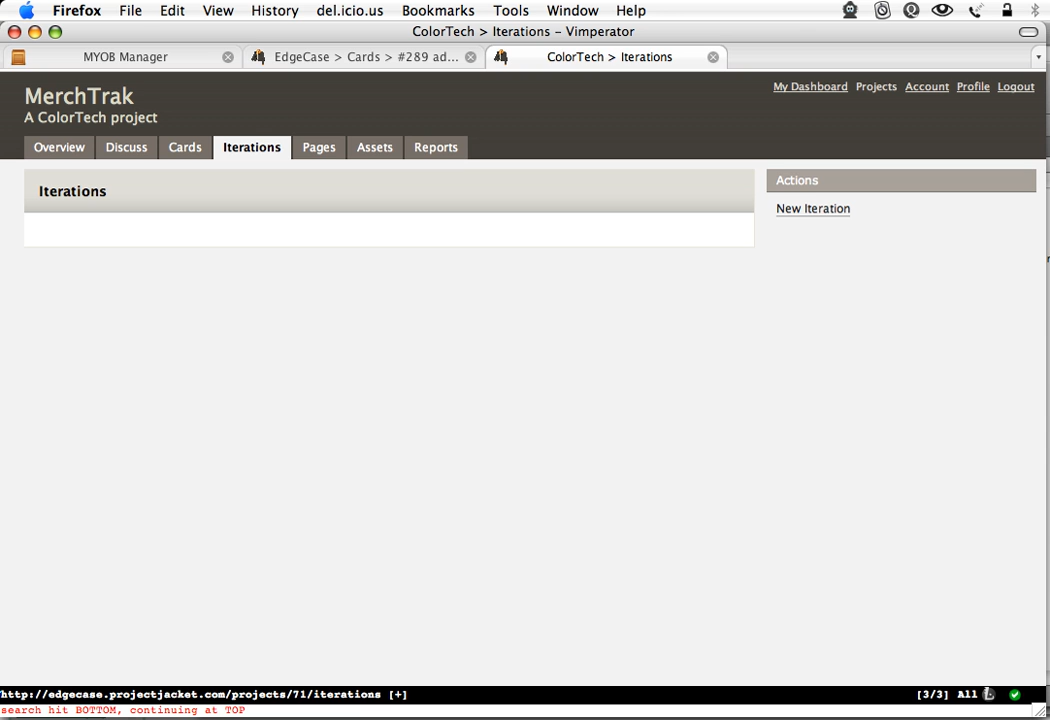 Firefox File Edit View History del.icio.us Bookmarks Tools Window Help
ColorTech > Iterations – Vimperator
MYOB Manager EdgeCase > Cards > #289 ad... ColorTech > Iterations
MerchTrak
My Dashboard Projects Account Profile Logout
A ColorTech project
Overview Discuss Cards Iterations Pages Assets Reports
Iterations
Actions
New Iteration
http://edgecase.projectjacket.com/projects/71/iterations [+] [3/3] All
search hit BOTTOM, continuing at TOP